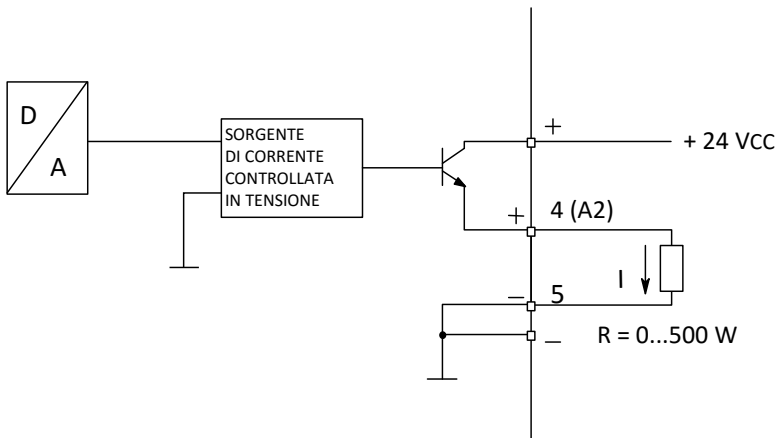 D
A
SORGENTE
DI CORRENTE
CONTROLLATA
IN TENSIONE
+
+ 24 VCC
+
4 (A2)
I
–
5
–
R = 0...500 W